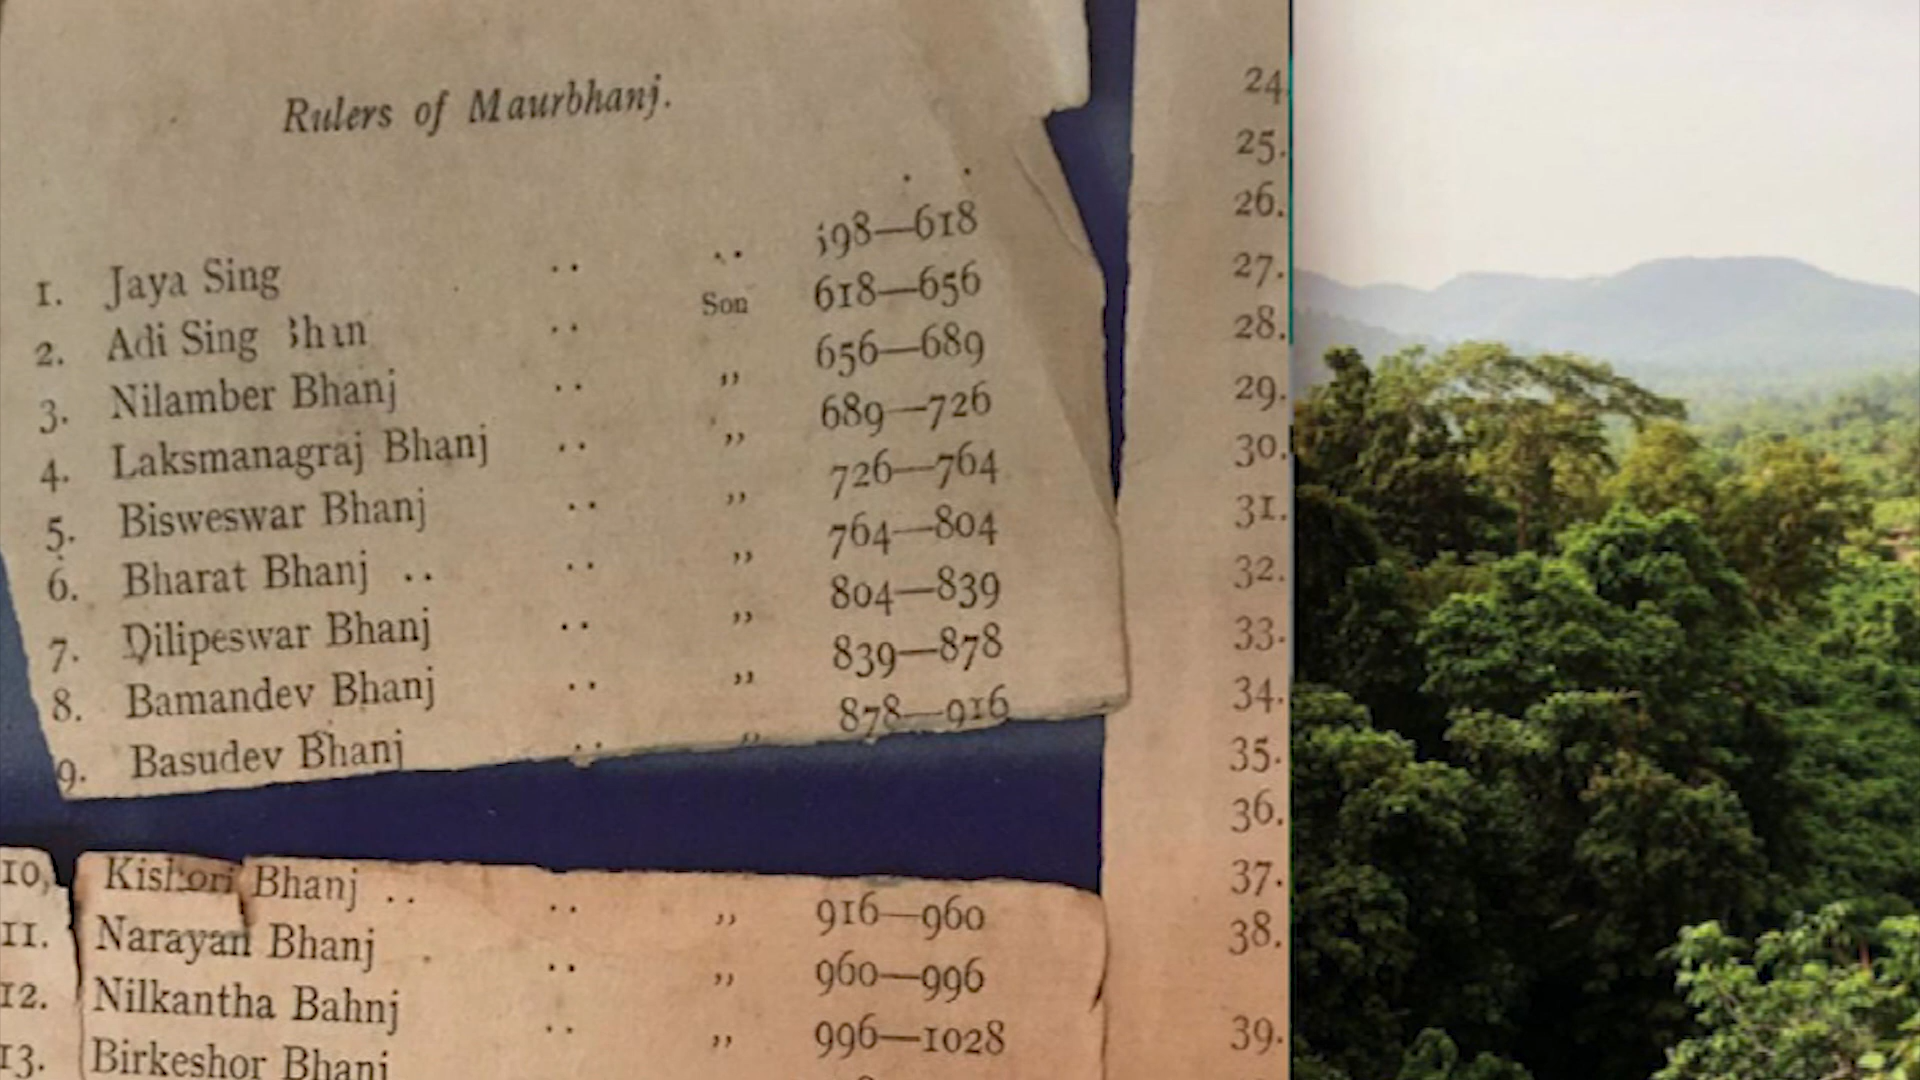 Rulers of Maurbhanj.
1. Jaya Sing .. .. 598—618
2. Adi Sing .. Son 618—656
3. Nilamber Bhanj .. ,, 656—689
4. Laksmanagraj Bhanj .. ,, 689—726
5. Bisweswar Bhanj .. ,, 726—764
6. Bharat Bhanj .. .. ,, 764—804
7. Dilipeswar Bhanj .. ,, 804—839
8. Bamandev Bhanj .. ,, 839—878
9. Basudev Bhanj .. ,, 878—916
10, Kishori Bhanj .. .. ,, 916—960
11. Narayan Bhanj . .. ,, 960—996
12. Nilkantha Bahnj .. ,, 996—1028
13. Birkeshor Bhanj
24.
25.
26.
27.
28.
29.
30.
31.
32.
33.
34.
35.
36.
37.
38.
39.